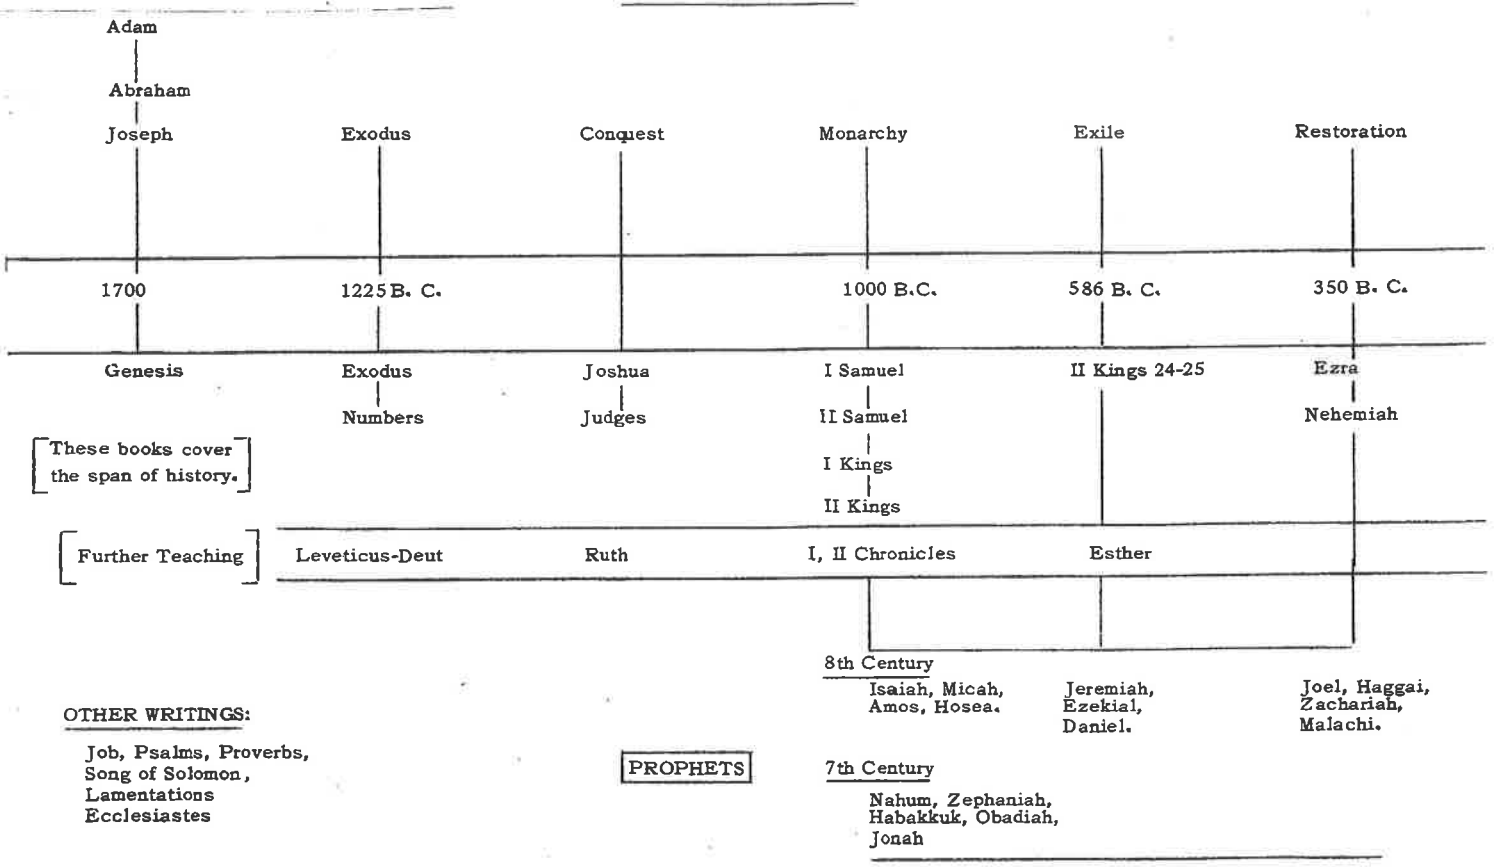 Adam
Abraham
Joseph Exodus Conquest Monarchy Exile Restoration
1700 1225 B. C. 1000 B.C. 586 B. C. 350 B. C.
Genesis Exodus Joshua I Samuel II Kings 24-25 Ezra
Numbers Judges II Samuel Nehemiah
These books cover
the span of history.
I Kings
II Kings
Further Teaching Leveticus-Deut Ruth I, II Chronicles Esther
8th Century
Isaiah, Micah,
Amos, Hosea.
Jeremiah,
Ezekial,
Daniel.
Joel, Haggai,
Zachariah,
Malachi.
OTHER WRITINGS:
Job, Psalms, Proverbs,
Song of Solomon,
Lamentations
Ecclesiastes
PROPHETS
7th Century
Nahum, Zephaniah,
Habakkuk, Obadiah,
Jonah